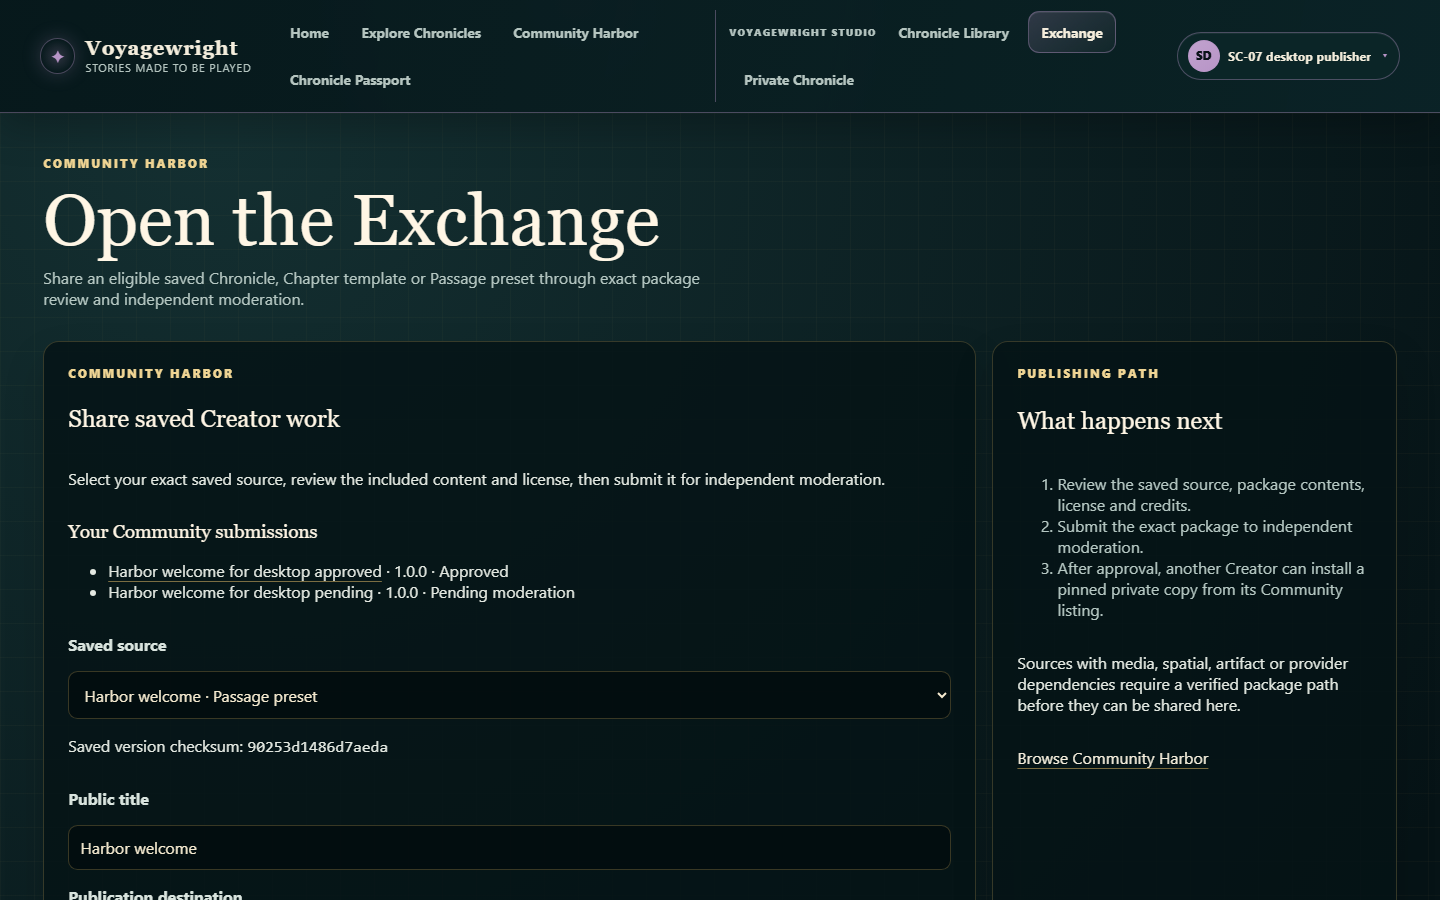 Voyagewright
STORIES MADE TO BE PLAYED
Home
Explore Chronicles
Community Harbor
Chronicle Passport
VOYAGEWRIGHT STUDIO
Chronicle Library
Exchange
Private Chronicle
SD
SC-07 desktop publisher
COMMUNITY HARBOR
Open the Exchange
Share an eligible saved Chronicle, Chapter template or Passage preset through exact package
review and independent moderation.
COMMUNITY HARBOR
Share saved Creator work
Select your exact saved source, review the included content and license, then submit it for independent moderation.
Your Community submissions
• Harbor welcome for desktop approved · 1.0.0 · Approved
• Harbor welcome for desktop pending · 1.0.0 · Pending moderation
Saved source
Harbor welcome · Passage preset
Saved version checksum: 90253d1486d7aeda
Public title
Harbor welcome
Publication destination
PUBLISHING PATH
What happens next
1. Review the saved source, package contents,
license and credits.
2. Submit the exact package to independent
moderation.
3. After approval, another Creator can install a
pinned private copy from its Community
listing.
Sources with media, spatial, artifact or provider
dependencies require a verified package path
before they can be shared here.
Browse Community Harbor